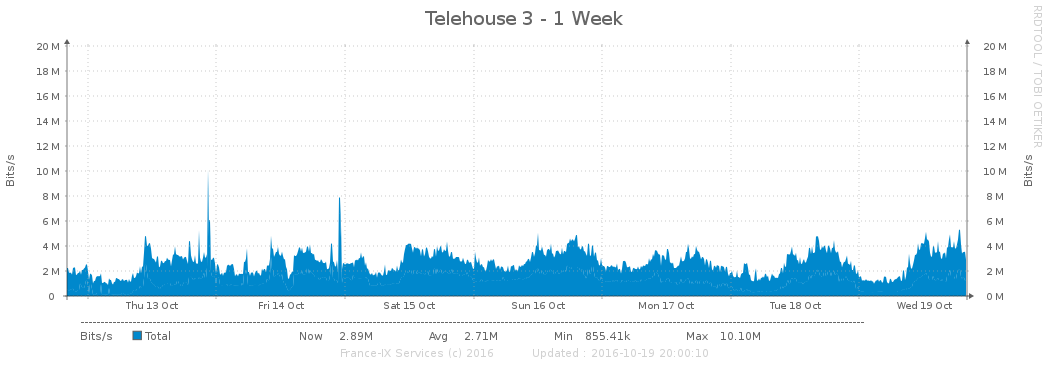 Telehouse 3 - 1 Week
RRDTOOL / TOBI OETIKER
Bits/s
Bits/s
20 M 20 M
18 M 18 M
16 M 16 M
14 M 14 M
12 M 12 M
10 M 10 M
8 M 8 M
6 M 6 M
4 M 4 M
2 M 2 M
0 0 M
Thu 13 Oct Fri 14 Oct Sat 15 Oct Sun 16 Oct Mon 17 Oct Tue 18 Oct Wed 19 Oct
Bits/s Total Now 2.89M Avg 2.71M Min 855.41k Max 10.10M
France-IX Services (c) 2016 Updated : 2016-10-19 20:00:10